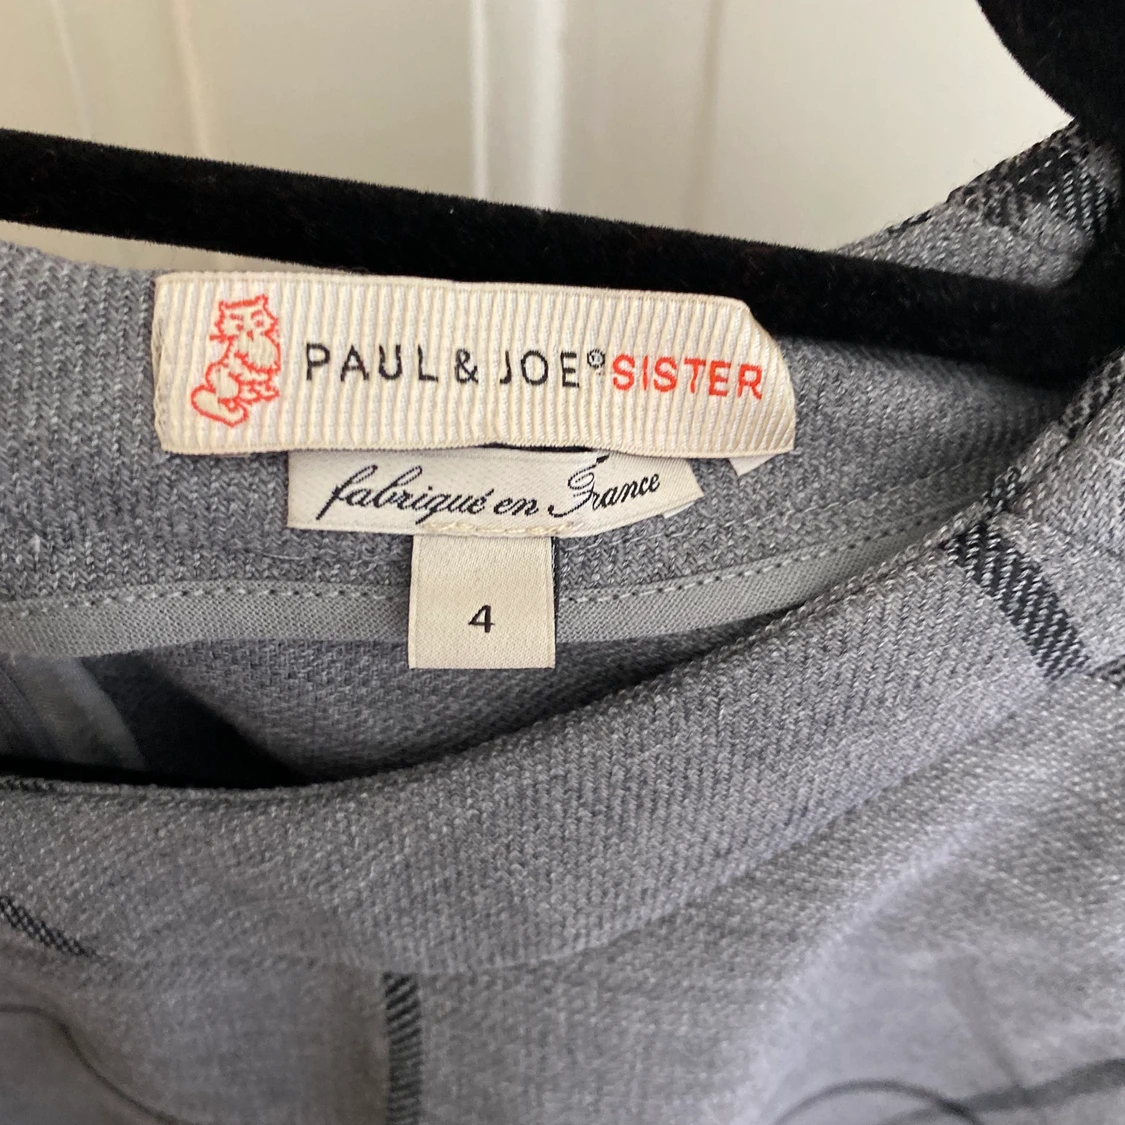 PAUL & JOE® SISTER
fabriqué en France
4